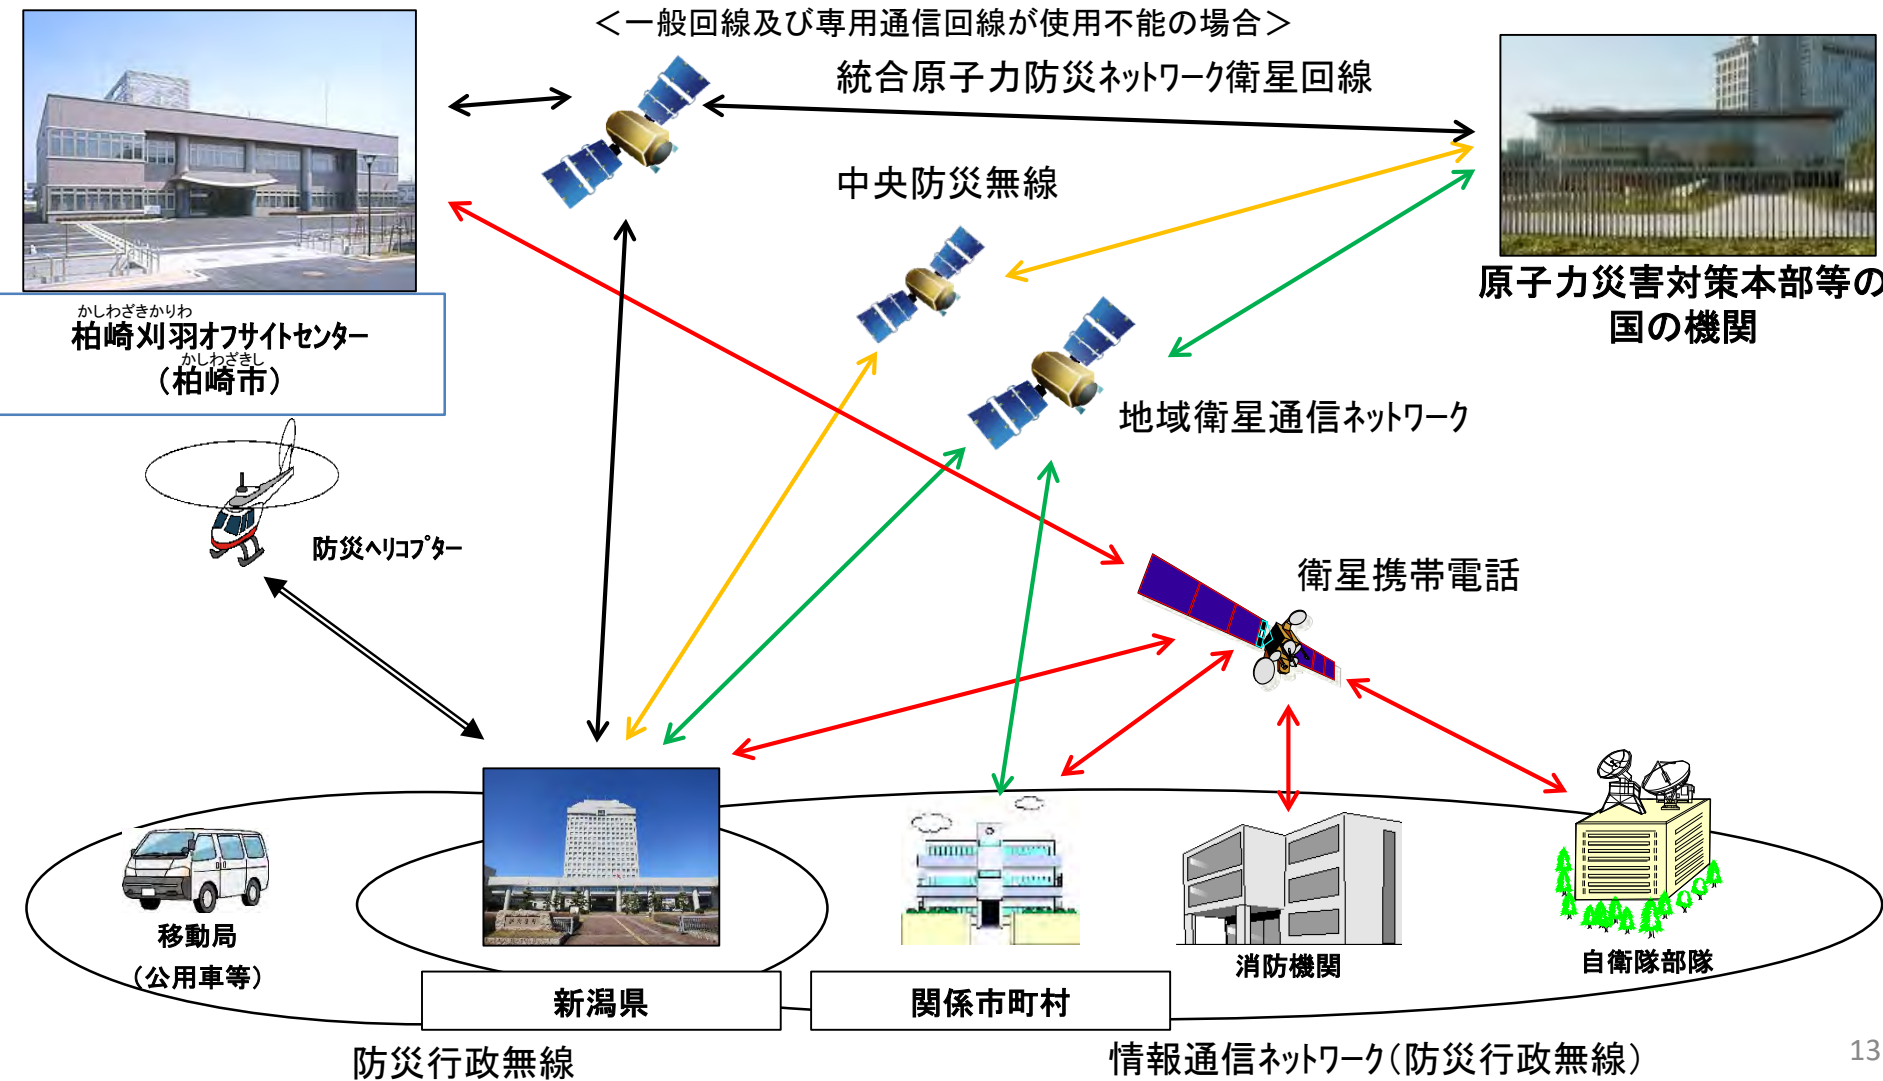 ＜一般回線及び専用通信回線が使用不能の場合＞
統合原子力防災ネットワーク衛星回線
中央防災無線
原子力災害対策本部等の
国の機関
かしわざきかりわ
柏崎刈羽オフサイトセンター
かしわざきし
（柏崎市）
地域衛星通信ネットワーク
防災ヘリコプター
衛星携帯電話
移動局
（公用車等）
新潟県
関係市町村
消防機関
自衛隊部隊
防災行政無線
情報通信ネットワーク（防災行政無線）
13